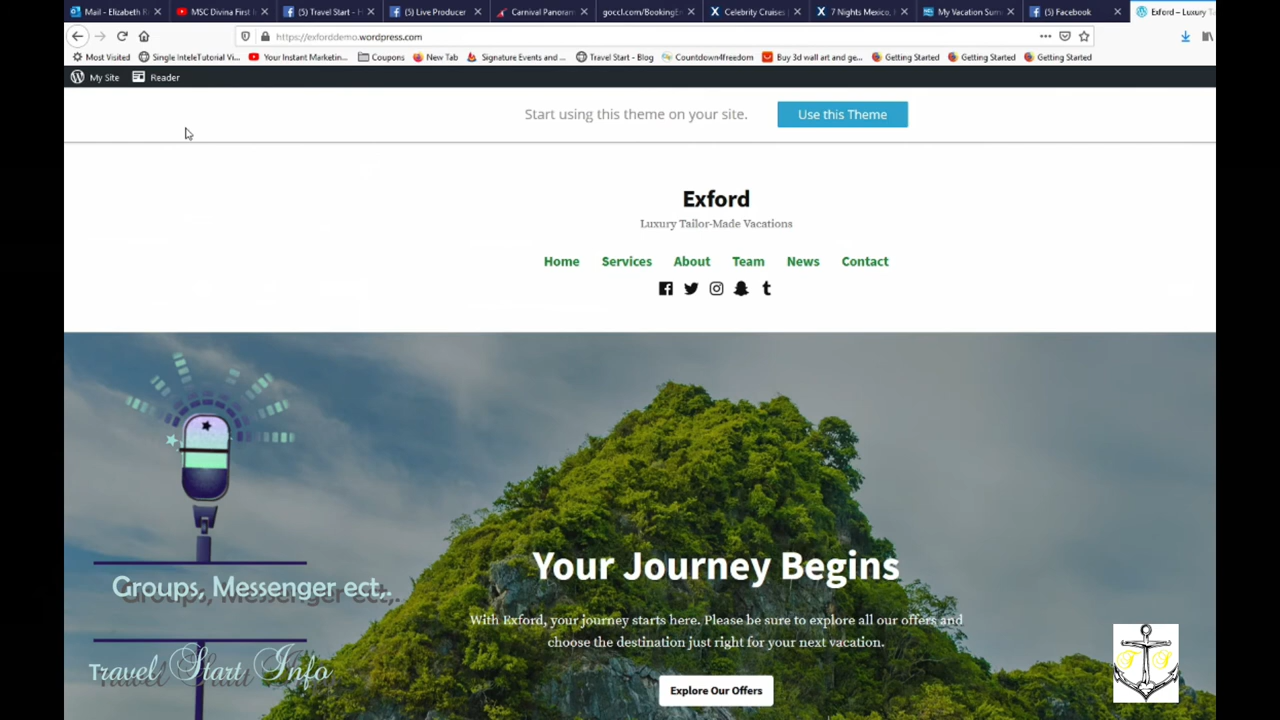 Mail - Elizabeth R
MSC Divina First I
(5) Travel Start - H
(5) Live Producer
Carnival Panoram
goccl.com/BookingE
Celebrity Cruises
7 Nights Mexico,
My Vacation Sum
(5) Facebook
Exford – Luxury Ta
https://exforddemo.wordpress.com
Most Visited
Single InteleTutorial Vi...
Your Instant Marketin...
Coupons
New Tab
Signature Events and ...
Travel Start - Blog
Countdown4freedom
Buy 3d wall art and ge...
Getting Started
Getting Started
Getting Started
My Site
Reader
Start using this theme on your site.
Use this Theme
Exford
Luxury Tailor-Made Vacations
Home Services About Team News Contact
Your Journey Begins
With Exford, your journey starts here. Please be sure to explore all our offers and
choose the destination just right for your next vacation.
Explore Our Offers
Groups, Messenger ect,.
Travel Start Info
T S